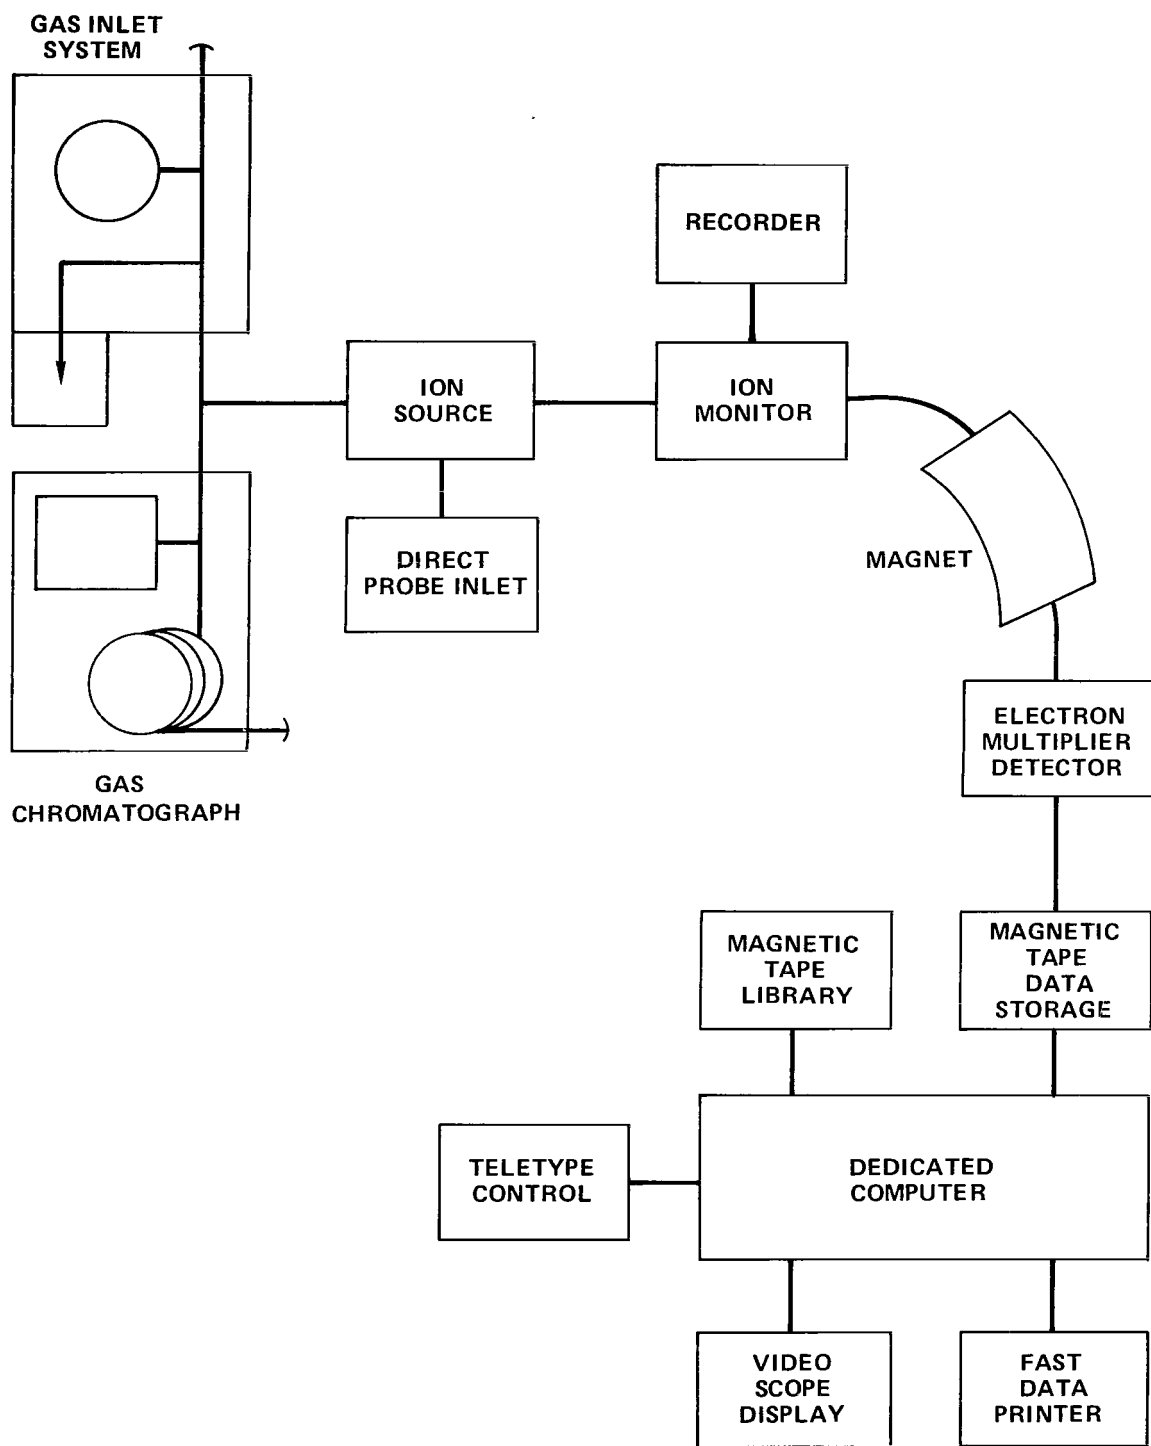 GAS INLET
SYSTEM
RECORDER
ION
SOURCE
ION
MONITOR
DIRECT
PROBE INLET
MAGNET
ELECTRON
MULTIPLIER
DETECTOR
GAS
CHROMATOGRAPH
MAGNETIC
TAPE
LIBRARY
MAGNETIC
TAPE
DATA
STORAGE
TELETYPE
CONTROL
DEDICATED
COMPUTER
VIDEO
SCOPE
DISPLAY
FAST
DATA
PRINTER